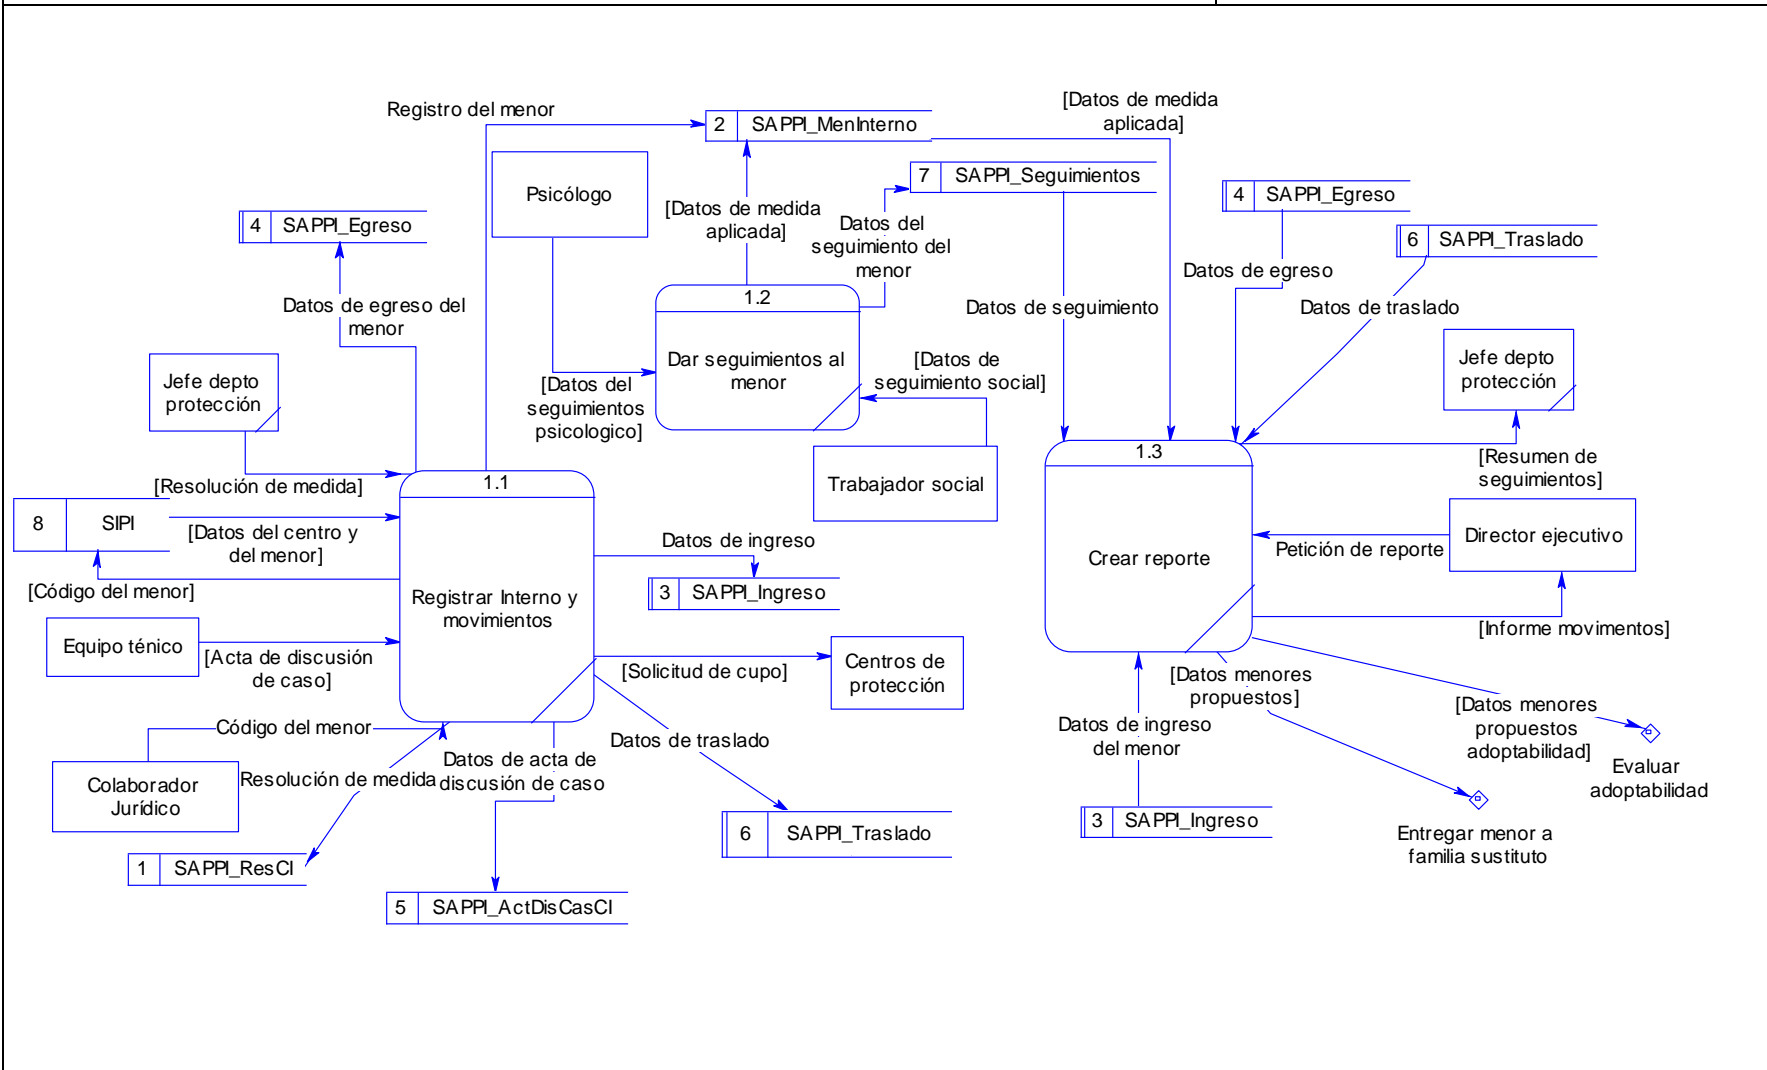 Registro del menor
2 SAPPI_MenInterno
[Datos de medida
aplicada]
Psicólogo
7 SAPPI_Seguimientos
4 SAPPI_Egreso
4 SAPPI_Egreso
6 SAPPI_Traslado
[Datos de medida
aplicada]
Datos del
seguimiento del
menor
Datos de egreso
Datos de egreso del
menor
1.2
Dar seguimientos al
menor
Datos de seguimiento
Datos de traslado
Jefe depto
protección
Jefe depto
protección
[Datos del
seguimientos
psicologico]
[Datos de
seguimiento social]
Trabajador social
1.3
Crear reporte
[Resumen de
seguimientos]
[Resolución de medida]
1.1
Registrar Interno y
movimientos
8 SIPI
[Datos del centro y
del menor]
[Código del menor]
Datos de ingreso
3 SAPPI_Ingreso
Petición de reporte
Director ejecutivo
[Informe movimentos]
Equipo ténico
[Acta de discusión
de caso]
[Solicitud de cupo]
Centros de
protección
[Datos menores
propuestos]
[Datos menores
propuestos
adoptabilidad]
Evaluar
adoptabilidad
Código del menor
Colaborador
Jurídico
Resolución de medida
Datos de acta de
discusión de caso
Datos de traslado
Datos de ingreso
del menor
6 SAPPI_Traslado
3 SAPPI_Ingreso
Entregar menor a
familia sustituto
1 SAPPI_ResCI
5 SAPPI_ActDisCasCI